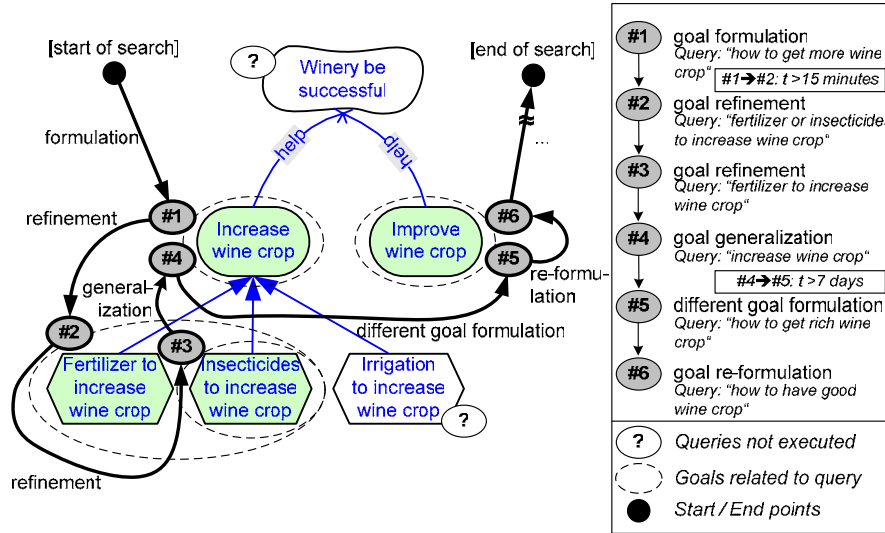 [start of search]
?
Winery be
successful
[end of search]
formulation
help
help
...
refinement
#1
Increase
wine crop
Improve
wine crop
#6
#4
#5
re-formu-
lation
general-
ization
#2
different goal formulation
#3
Fertilizer to
increase
wine crop
Insecticides
to increase
wine crop
Irrigation
to increase
wine crop
?
refinement
#1
goal formulation
Query: "how to get more wine
crop"
#1➔#2: t >15 minutes
#2
goal refinement
Query: "fertilizer or insecticides
to increase wine crop"
#3
goal refinement
Query: "fertilizer to increase
wine crop"
#4
goal generalization
Query: "increase wine crop"
#4➔#5: t >7 days
#5
different goal formulation
Query: "how to get rich wine
crop"
#6
goal re-formulation
Query: "how to have good
wine crop"
?
Queries not executed
Goals related to query
Start / End points